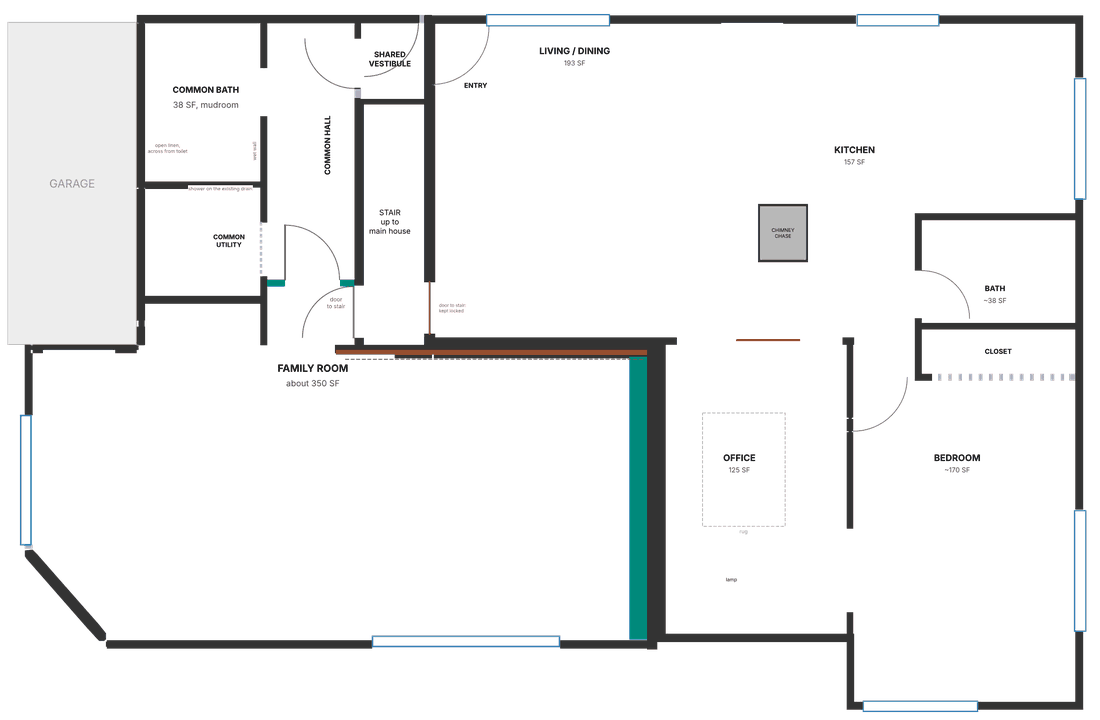 LIVING / DINING
193 SF
SHARED
VESTIBULE
ENTRY
COMMON BATH
38 SF, mudroom
COMMON HALL
open linen,
across from toilet
wet wall
KITCHEN
157 SF
GARAGE
shower on the existing drain
STAIR
up to
main house
COMMON
UTILITY
CHIMNEY
CHASE
BATH
~38 SF
door
to stair
door to stair
kept locked
CLOSET
FAMILY ROOM
about 350 SF
OFFICE
125 SF
BEDROOM
~170 SF
rug
lamp